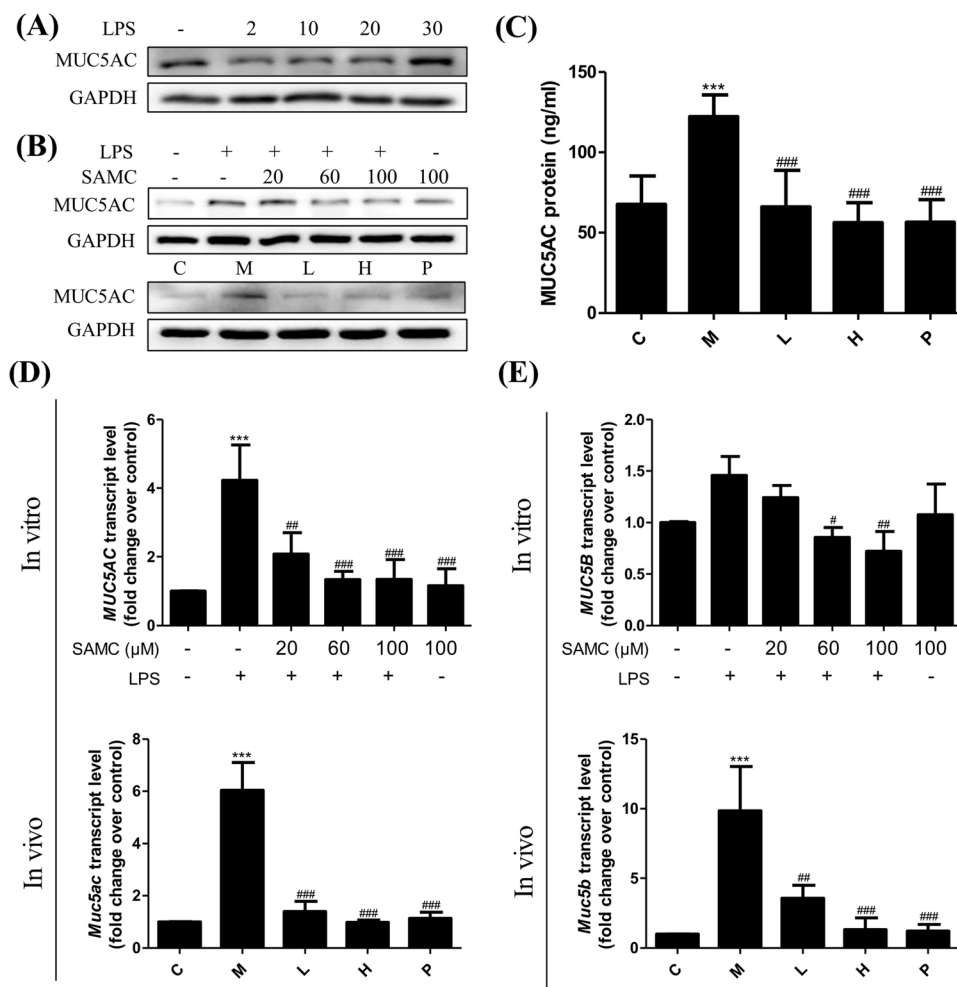 (A)
LPS - 2 10 20 30
MUC5AC
GAPDH
(B)
LPS - + + + + -
SAMC - - 20 60 100 100
MUC5AC
GAPDH
C M L H P
MUC5AC
GAPDH
(C)
MUC5AC protein (ng/ml)
150
100
50
0
***
###
###
###
C M L H P
(D)
In vitro
MUC5AC transcript level
(fold change over control)
6
4
2
0
***
##
###
###
###
SAMC (µM) - - 20 60 100 100
LPS - + + + + -
In vivo
Muc5ac transcript level
(fold change over control)
8
6
4
2
0
***
###
###
###
C M L H P
(E)
In vitro
MUC5B transcript level
(fold change over control)
2.0
1.5
1.0
0.5
0.0
#
##
SAMC (µM) - - 20 60 100 100
LPS - + + + + -
In vivo
Muc5b transcript level
(fold change over control)
15
10
5
0
***
##
###
###
C M L H P